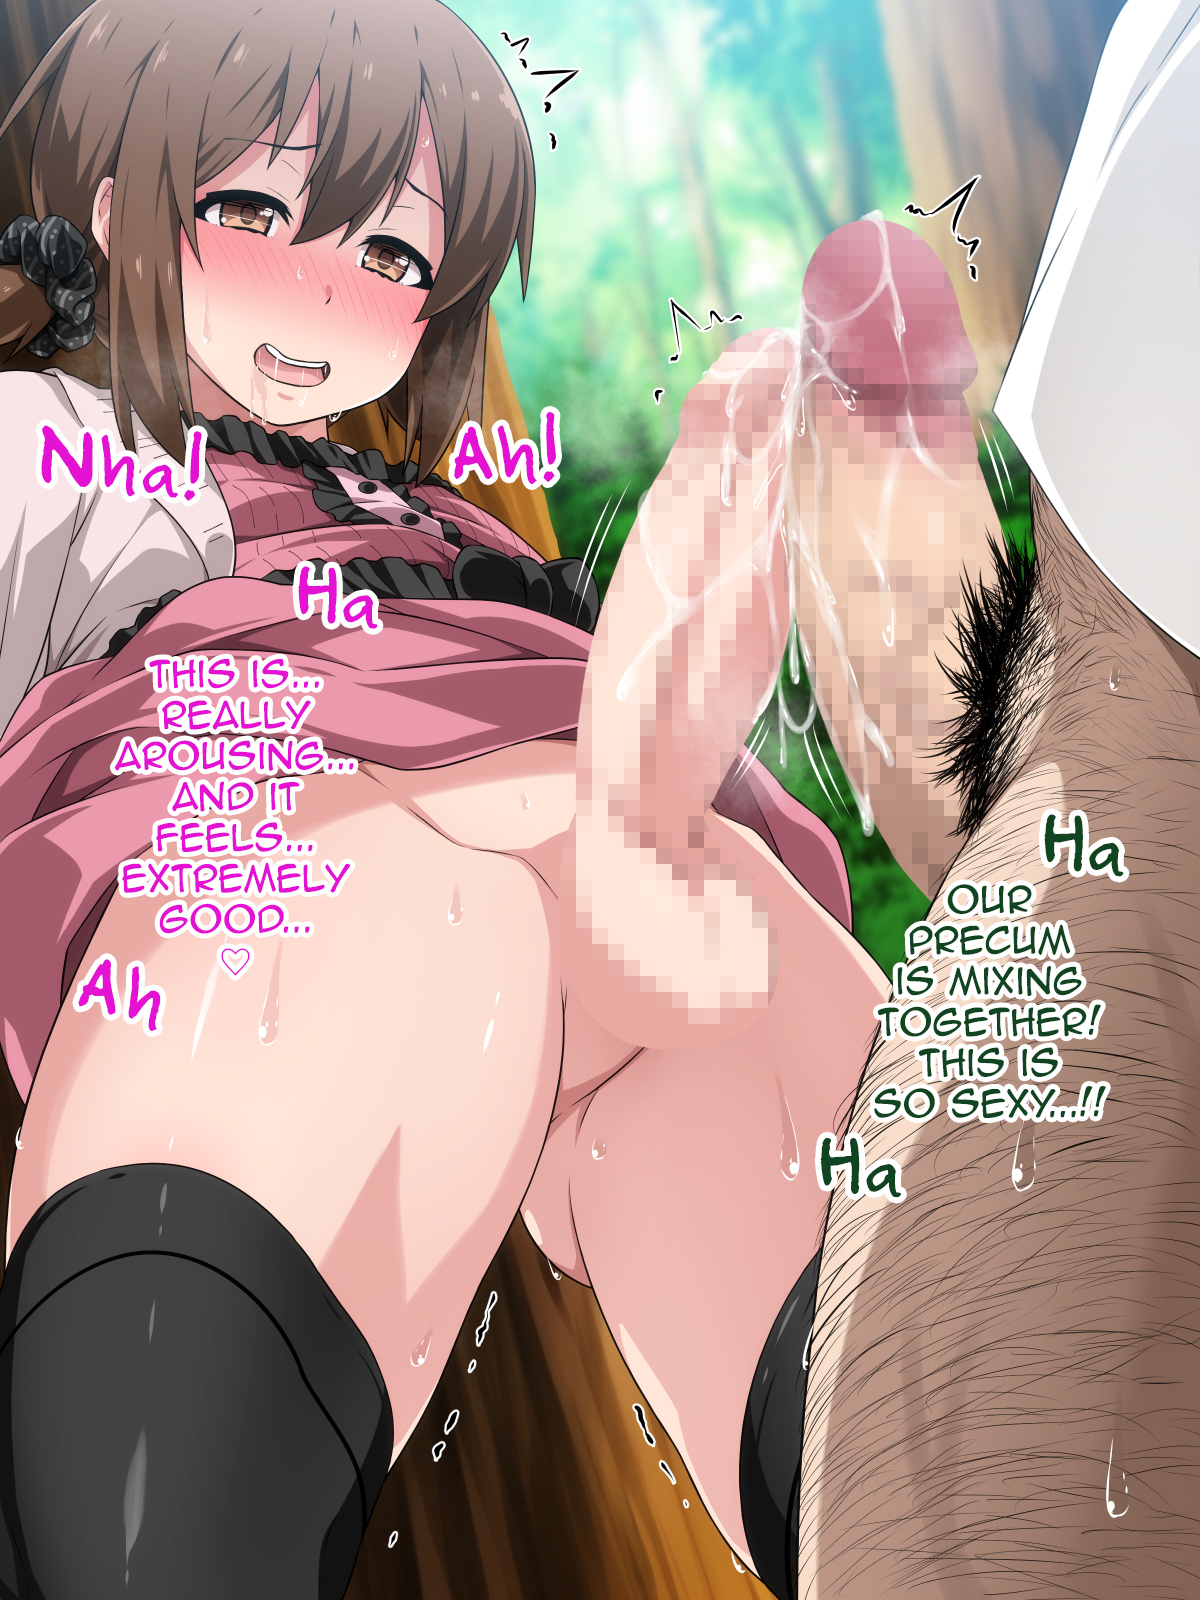 Nha!
Ah!
Ha
THIS IS...
REALLY
AROUSING...
AND IT
FEELS...
EXTREMELY
GOOD...
♡
Ah
Ha
OUR
PRECUM
IS MIXING
TOGETHER!
THIS IS
SO SEXY...!!
Ha